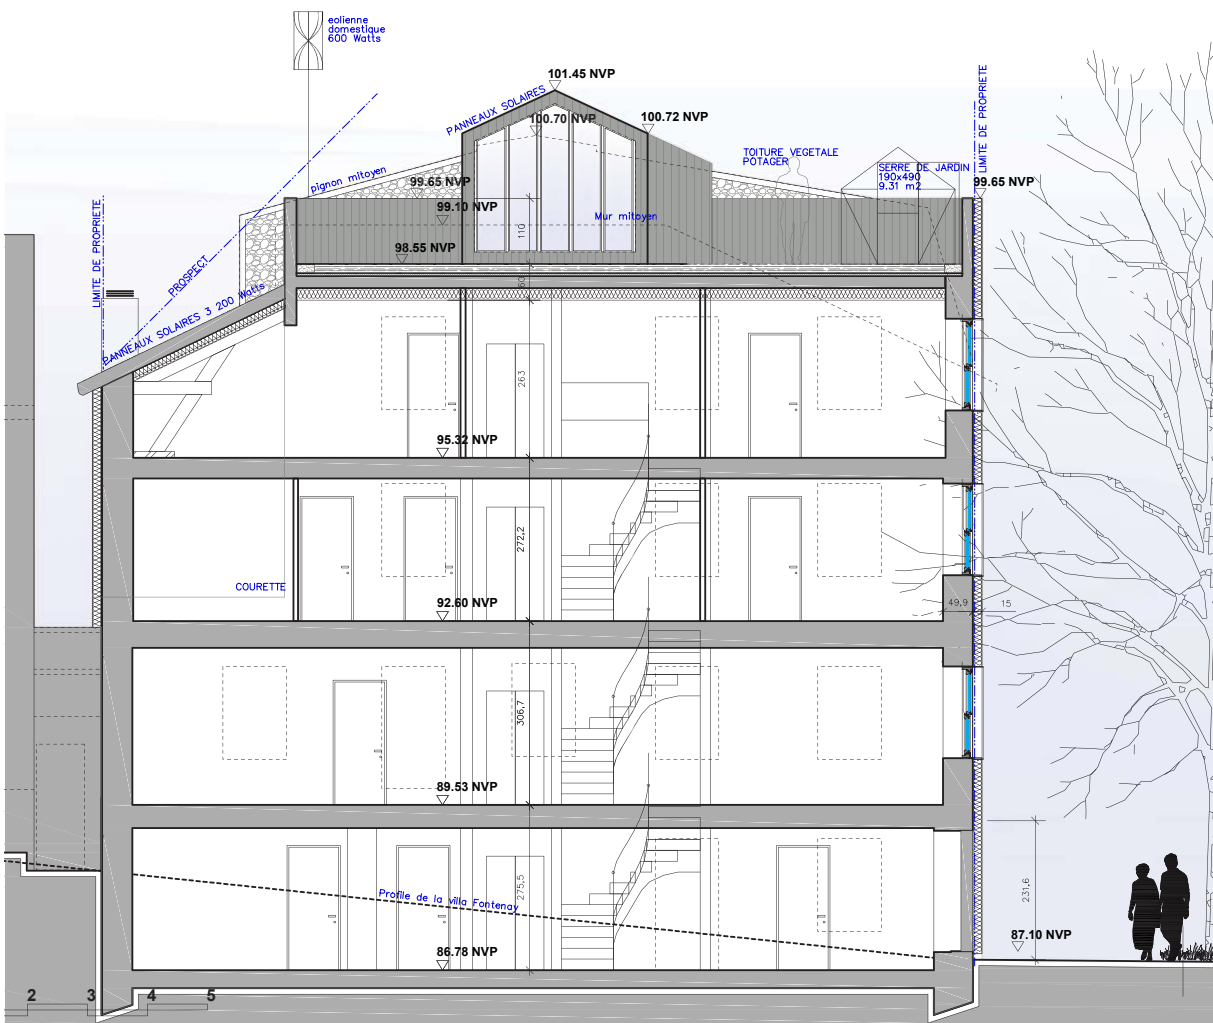 eolienne
domestique
600 Watts
101.45 NVP
PANNEAUX SOLAIRES
100.70 NVP
100.72 NVP
LIMITE DE PROPRIETE
TOITURE VEGETALE
POTAGER
SERRE DE JARDIN
190x490
9.31 m2
pignon mitoyen
99.65 NVP
99.65 NVP
99.10 NVP
Mur mitoyen
110
98.55 NVP
LIMITE DE PROPRIETE
PROSPECT
60
PANNEAUX SOLAIRES 3 200 Watts
263
95.32 NVP
272,2
COURETTE
92.60 NVP
49,9
15
306,7
89.53 NVP
275,5
Profile de la villa Fontenay
231,6
87.10 NVP
86.78 NVP
2 3 4 5